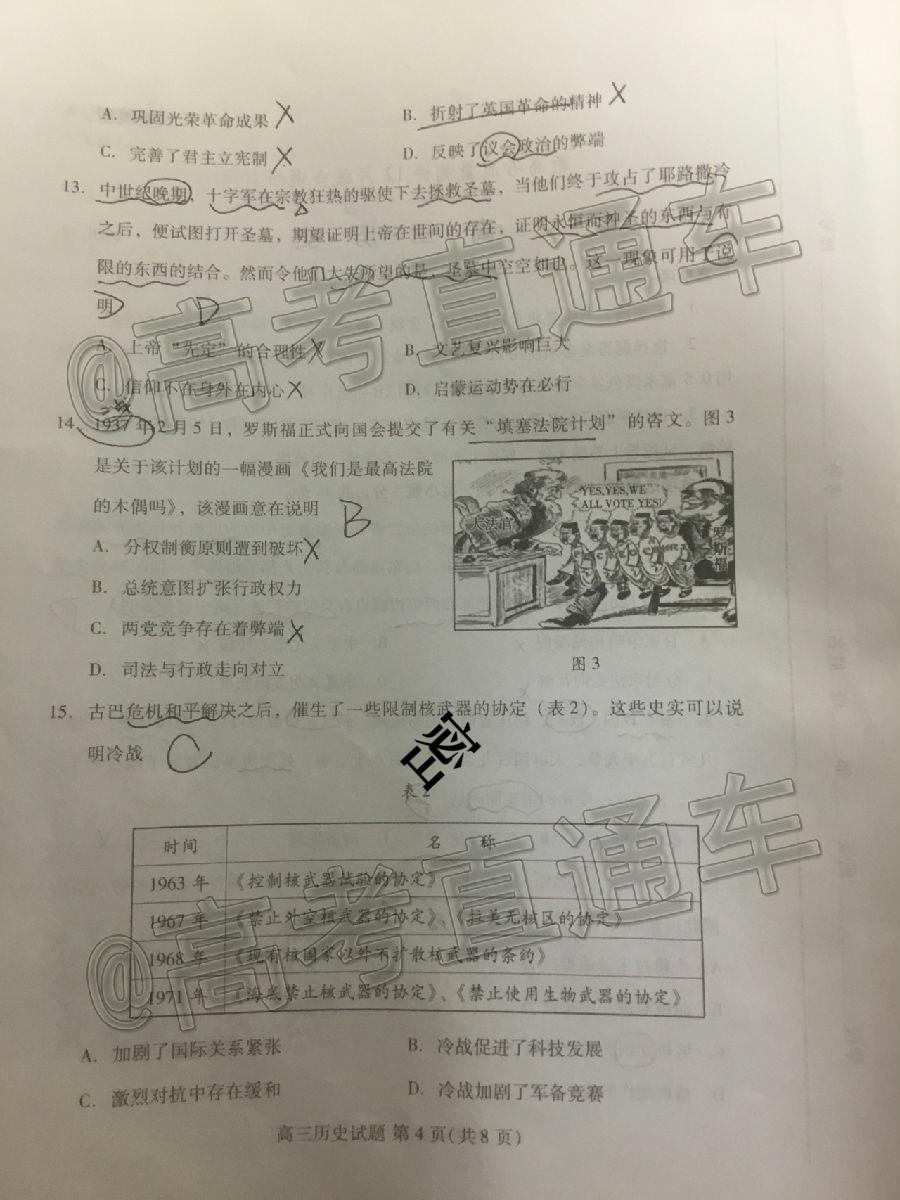 A. 巩固光荣革命成果 X
B. 折射了英国革命的精神 X
C. 完善了君主立宪制 X
D. 反映了议会政治的弊端
13. 中世纪晚期，十字军在宗教狂热的驱使下去拯救圣墓，当他们终于攻占了耶路撒冷
之后，便试图打开圣墓，期望证明上帝在世间的存在，证明永恒而神圣的东西与有
限的东西的结合。然而令他们大失所望的是，圣墓中空空如也。这一现象可用于说
明 D
A. 上帝“先定”的合理性 X
B. 文艺复兴影响巨大
C. 信仰不在身外在内心 X
D. 启蒙运动势在必行
14. 1937年2月5日，罗斯福正式向国会提交了有关“填塞法院计划”的咨文。图3
是关于该计划的一幅漫画《我们是最高法院
的木偶吗》，该漫画意在说明 B
A. 分权制衡原则遭到破坏 X
B. 总统意图扩张行政权力
C. 两党竞争存在着弊端 X
D. 司法与行政走向对立
大法官
YES,YES,WE
ALL VOTE YES!
罗斯福
图3
15. 古巴危机和平解决之后，催生了一些限制核武器的协定（表2）。这些史实可以说
明冷战 C
密
表2
时间 名 称
1963年 《控制核武器试验的协定》
1967年 《禁止外空核武器的协定》、《拉美无核区的协定》
1968年 《现有核国家以外不扩散核武器的条约》
1971年 《海底禁止核武器的协定》、《禁止使用生物武器的协定》
A. 加剧了国际关系紧张
B. 冷战促进了科技发展
C. 激烈对抗中存在缓和
D. 冷战加剧了军备竞赛
高三历史试题 第4页(共8页)
@高考直通车
@高考直通车